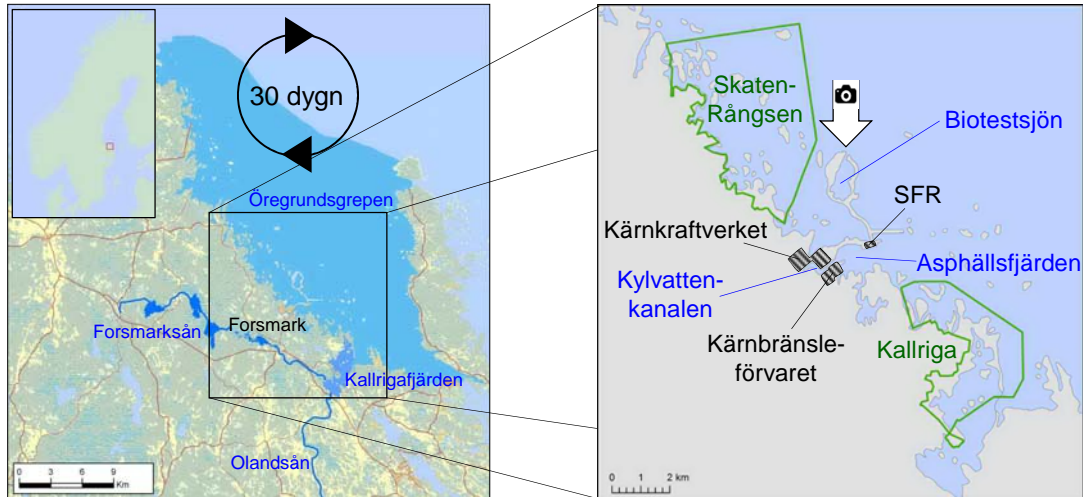 30 dygn
Öregrundsgrepen
Forsmarksån
Forsmark
Kallrigafjärden
Olandsån
0 3 6 9
Km
Skaten-
Rångsen
Biotestsjön
SFR
Kärnkraftverket
Asphällsfjärden
Kylvatten-
kanalen
Kärnbränsle-
förvaret
Kallriga
0 1 2 km